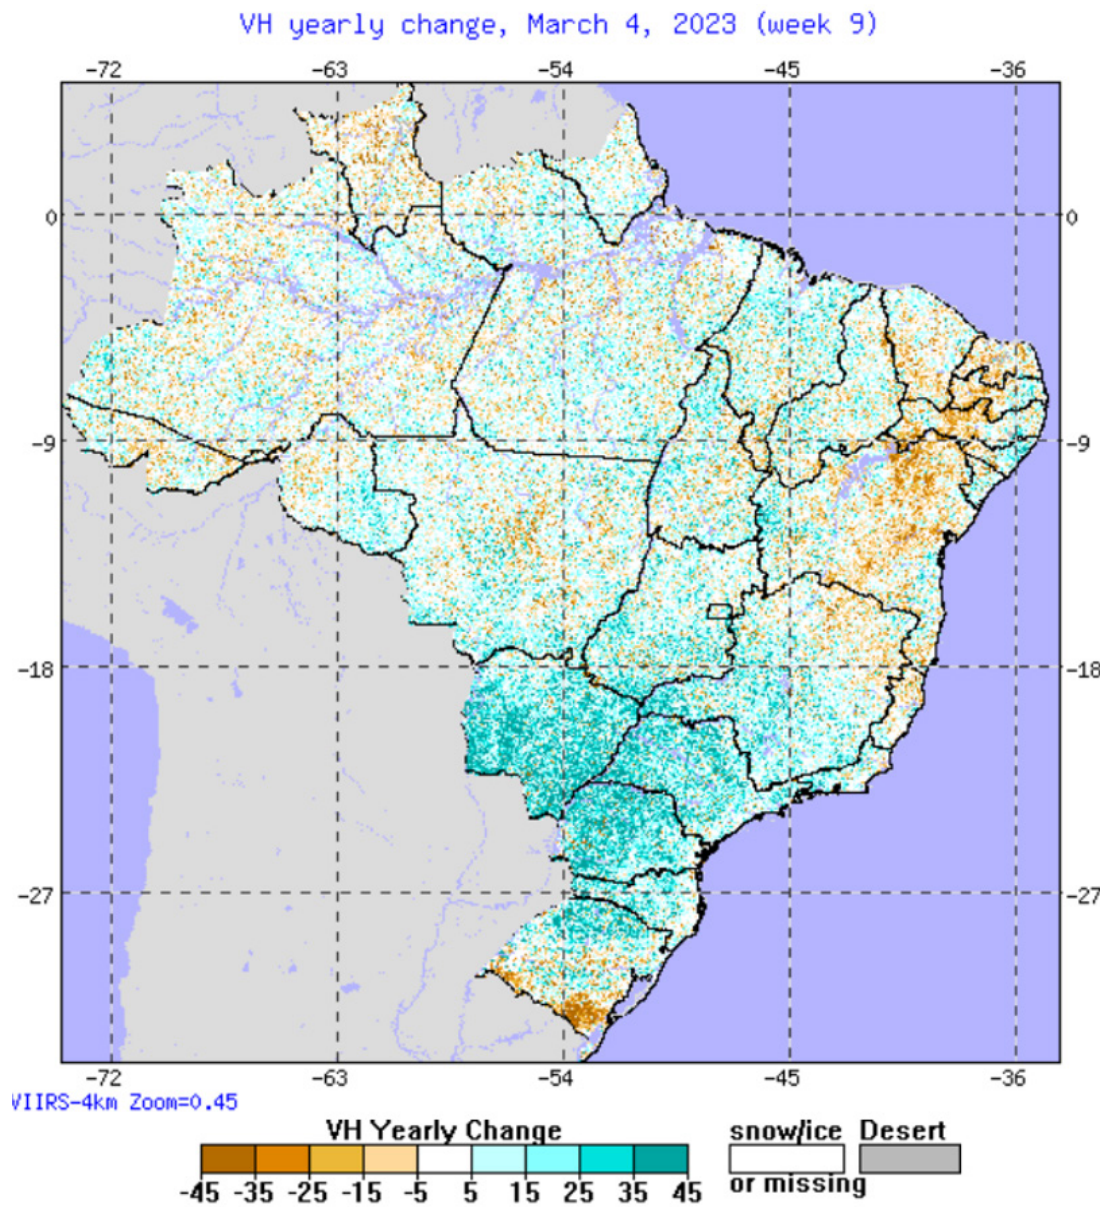 VH yearly change, March 4, 2023 (week 9)
-72 -63 -54 -45 -36
0 0
-9 -9
-18 -18
-27 -27
-72 -63 -54 -45 -36
VIIRS-4km Zoom=0.45
VH Yearly Change
-45 -35 -25 -15 -5 5 15 25 35 45
snow/ice Desert
or missing